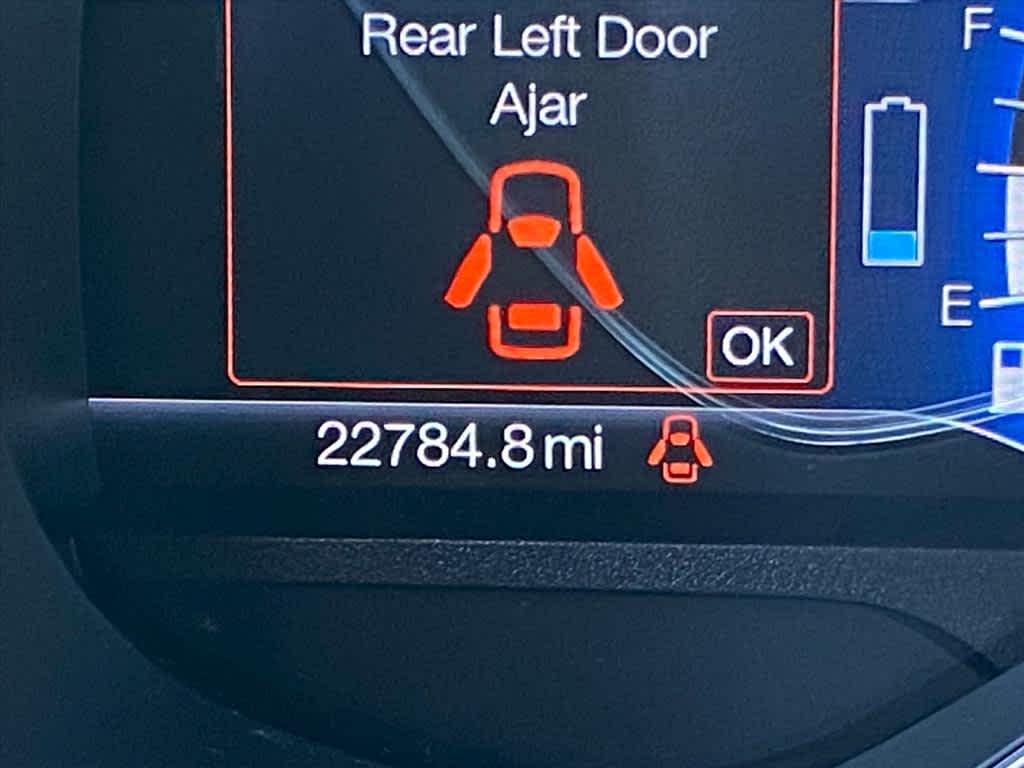 Rear Left Door
Ajar
F
E
OK
22784.8 mi